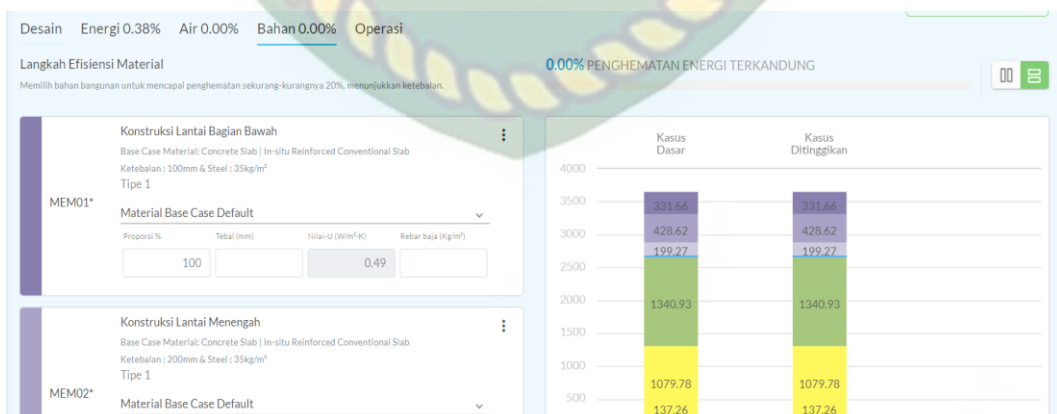 Desain Energi 0.38% Air 0.00% Bahan 0.00% Operasi
Langkah Efisiensi Material
Memilih bahan bangunan untuk mencapai penghematan sekurang-kurangnya 20%, menunjukkan ketebalan.
0.00% PENGHEMATAN ENERGI TERKANDUNG
MEM01*
Konstruksi Lantai Bagian Bawah
Base Case Material: Concrete Slab | In-situ Reinforced Conventional Slab
Ketebalan : 100mm & Steel : 35kg/m²
Tipe 1
Material Base Case Default
Proporsi % Tebal (mm) Nilai-U (W/m²·K) Rebar baja (Kg/m²)
100 0.49
MEM02*
Konstruksi Lantai Menengah
Base Case Material: Concrete Slab | In-situ Reinforced Conventional Slab
Ketebalan : 200mm & Steel : 35kg/m²
Tipe 1
Material Base Case Default
Kasus Dasar
Kasus Ditinggikan
4000
3500
3000
2500
2000
1500
1000
500
331.66 331.66
428.62 428.62
199.27 199.27
1340.93 1340.93
1079.78 1079.78
137.26 137.26